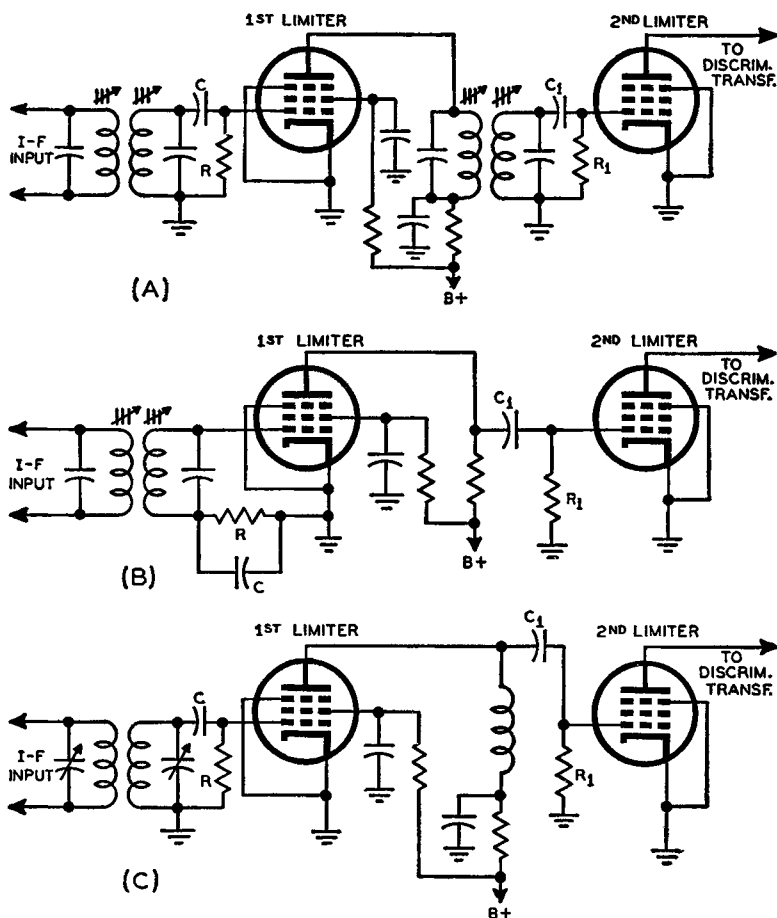 1ST LIMITER
2ND LIMITER
TO
DISCRIM.
TRANSF.
C
C1
I-F
INPUT
R
R1
B+
(A)
1ST LIMITER
2ND LIMITER
TO
DISCRIM.
TRANSF.
C1
I-F
INPUT
R
R1
C
B+
(B)
1ST LIMITER
C1
2ND LIMITER
TO
DISCRIM.
TRANSF.
C
I-F
INPUT
R
R1
B+
(C)